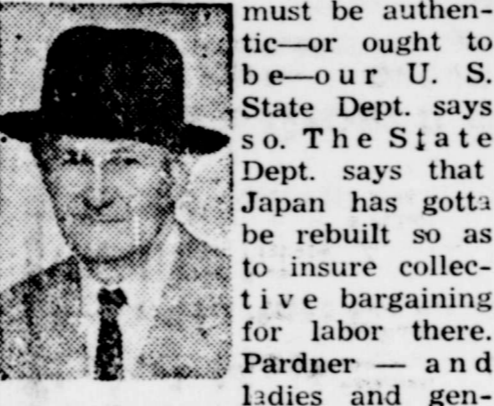 must be authen-
tic—or ought to
be—our U. S.
State Dept. says
so. The State
Dept. says that
Japan has gotta
be rebuilt so as
to insure collec-
tive bargaining
for labor there.
Pardner — and
ladies and gen-